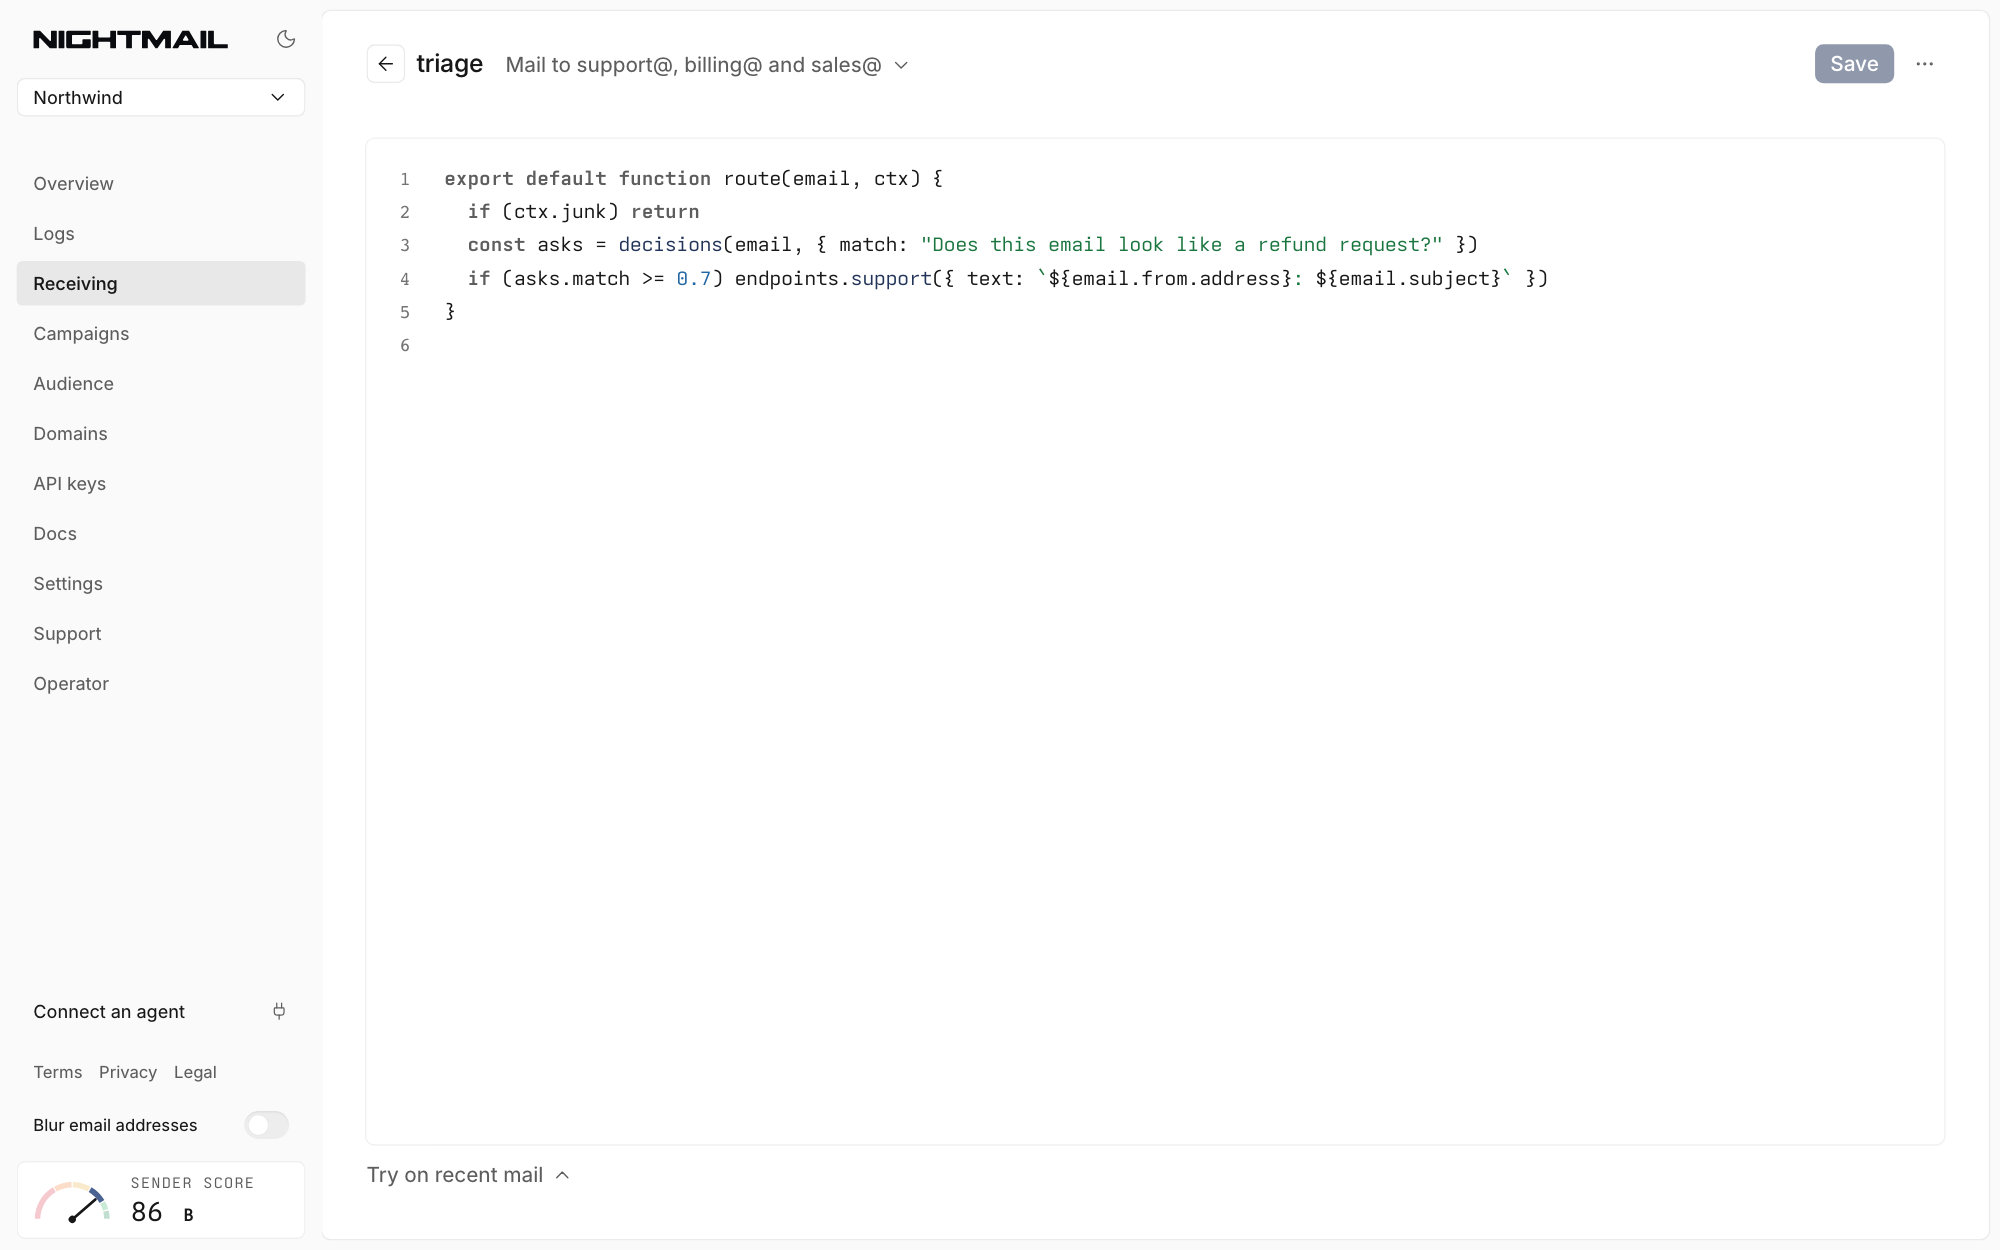 NIGHTMAIL
Northwind
Overview
Logs
Receiving
Campaigns
Audience
Domains
API keys
Docs
Settings
Support
Operator
Connect an agent
Terms Privacy Legal
Blur email addresses
SENDER SCORE
86 B
triage Mail to support@, billing@ and sales@
Save ...
1 export default function route(email, ctx) {
2   if (ctx.junk) return
3   const asks = decisions(email, { match: "Does this email look like a refund request?" })
4   if (asks.match >= 0.7) endpoints.support({ text: `${email.from.address}: ${email.subject}` })
5 }
6
Try on recent mail